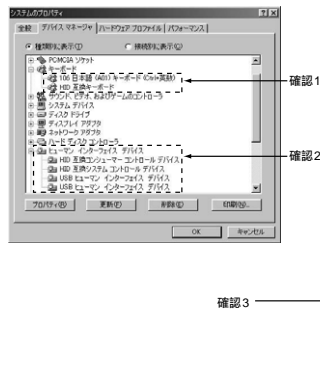 システムのプロパティ
全般 デバイス マネージャ ハードウェア プロファイル パフォーマンス
種類別に表示(T) 接続別に表示(C)
PCMCIA ソケット
キーボード
106 日本語 (A01) キーボード (Ctrl+英数)
HID 互換キーボード
サウンド、ビデオ、およびゲームのコントローラ
システム デバイス
ディスク ドライブ
ディスプレイ アダプタ
ネットワーク アダプタ
ハード ディスク コントローラ
ヒューマン インターフェイス デバイス
HID 互換コンシューマー コントロール デバイス
HID 互換システム コントロール デバイス
USB ヒューマン インターフェイス デバイス
USB ヒューマン インターフェイス デバイス
プロパティ(R) 更新(F) 削除(E) 印刷(N)...
OK キャンセル
確認1
確認2
確認3